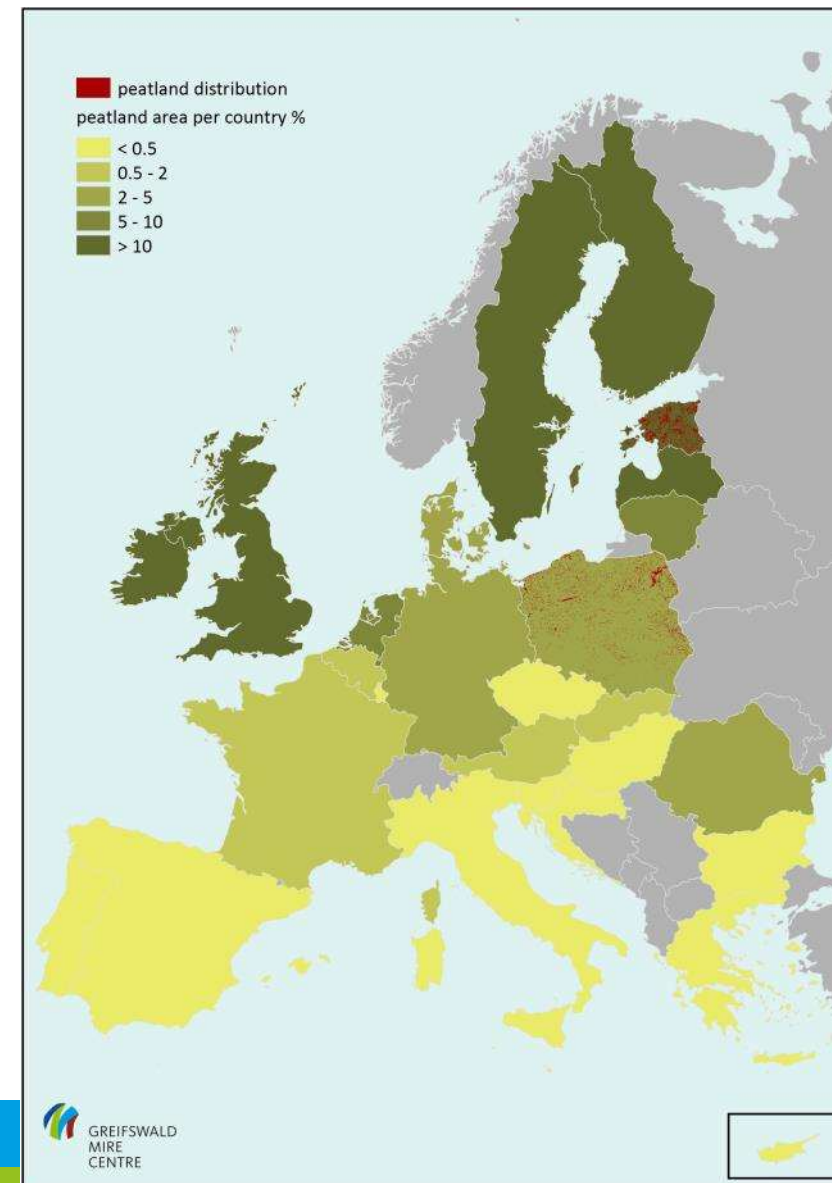 peatland distribution
peatland area per country %
< 0.5
0.5 - 2
2 - 5
5 - 10
> 10
GREIFSWALD
MIRE
CENTRE